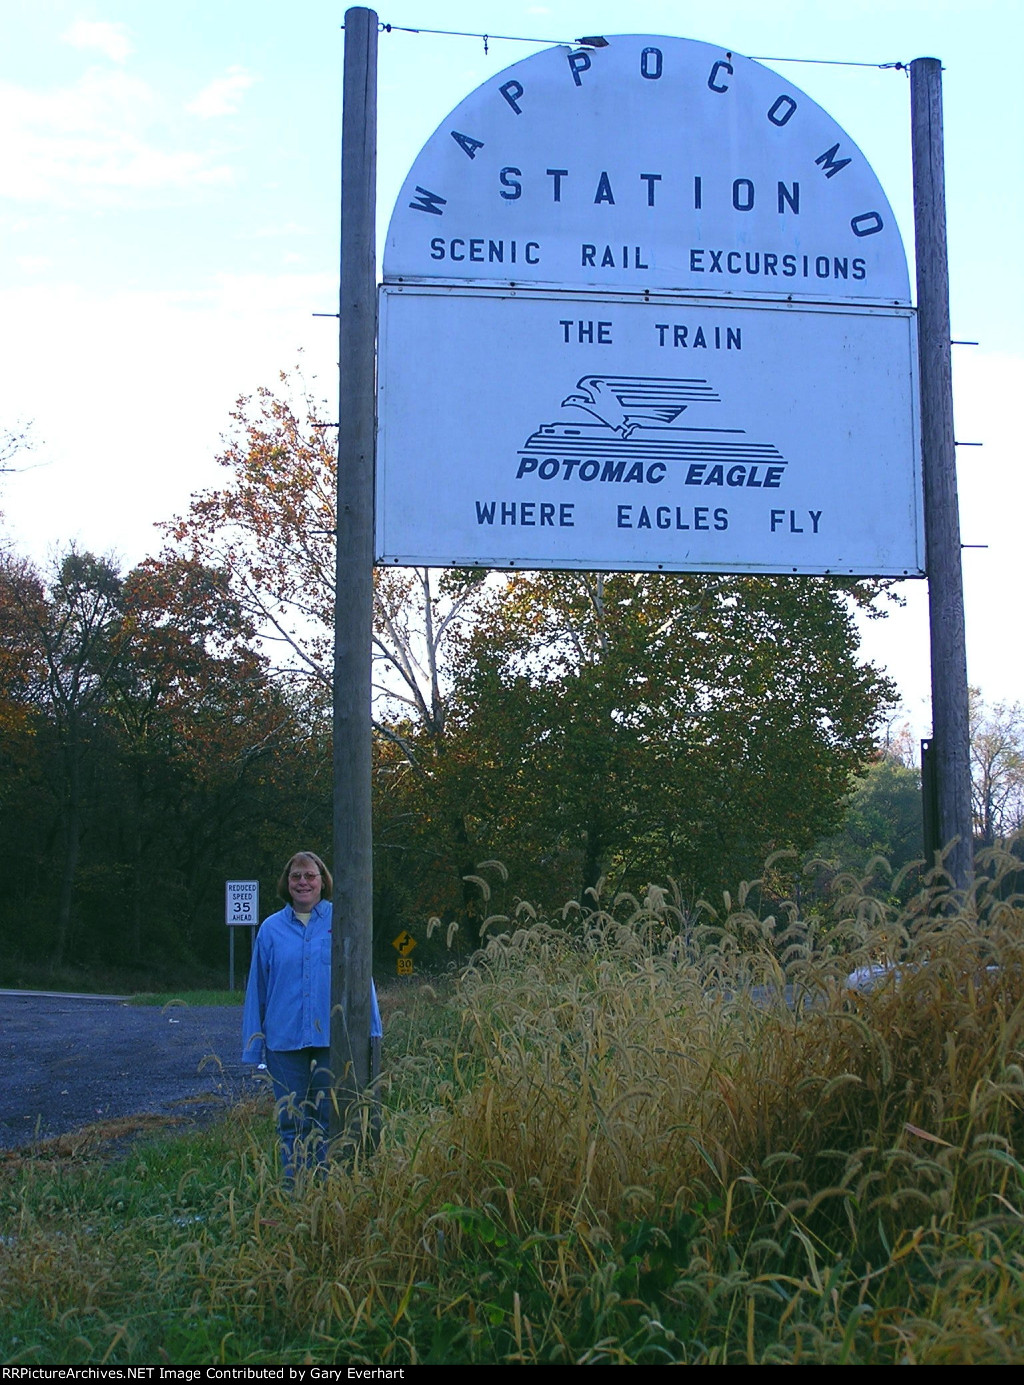 WAPPOCOMO
STATION
SCENIC RAIL EXCURSIONS
THE TRAIN
POTOMAC EAGLE
WHERE EAGLES FLY
REDUCED
SPEED
35
AHEAD
30
RRPictureArchives.NET Image Contributed by Gary Everhart